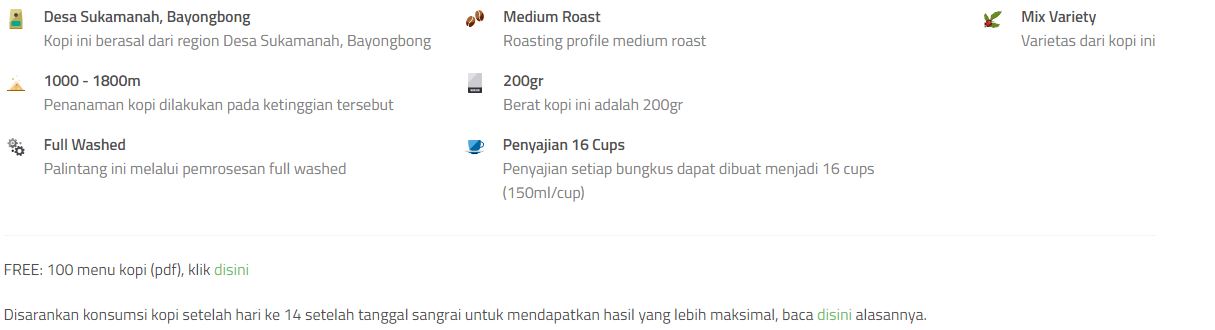 Desa Sukamanah, Bayongbong
Kopi ini berasal dari region Desa Sukamanah, Bayongbong
Medium Roast
Roasting profile medium roast
Mix Variety
Varietas dari kopi ini
1000 - 1800m
Penanaman kopi dilakukan pada ketinggian tersebut
200gr
Berat kopi ini adalah 200gr
Full Washed
Palintang ini melalui pemrosesan full washed
Penyajian 16 Cups
Penyajian setiap bungkus dapat dibuat menjadi 16 cups
(150ml/cup)
FREE: 100 menu kopi (pdf), klik disini
Disarankan konsumsi kopi setelah hari ke 14 setelah tanggal sangrai untuk mendapatkan hasil yang lebih maksimal, baca disini alasannya.